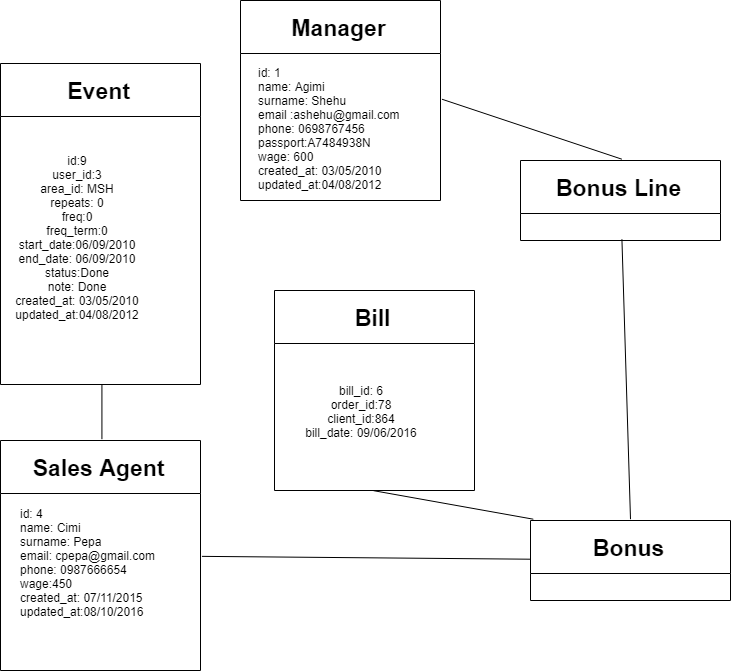 Manager
id: 1
name: Agimi
surname: Shehu
email :ashehu@gmail.com
phone: 0698767456
passport:A7484938N
wage: 600
created_at: 03/05/2010
updated_at:04/08/2012
Event
id:9
user_id:3
area_id: MSH
repeats: 0
freq:0
freq_term:0
start_date:06/09/2010
end_date: 06/09/2010
status:Done
note: Done
created_at: 03/05/2010
updated_at:04/08/2012
Bonus Line
Bill
bill_id: 6
order_id:78
client_id:864
bill_date: 09/06/2016
Sales Agent
id: 4
name: Cimi
surname: Pepa
email: cpepa@gmail.com
phone: 0987666654
wage:450
created_at: 07/11/2015
updated_at:08/10/2016
Bonus